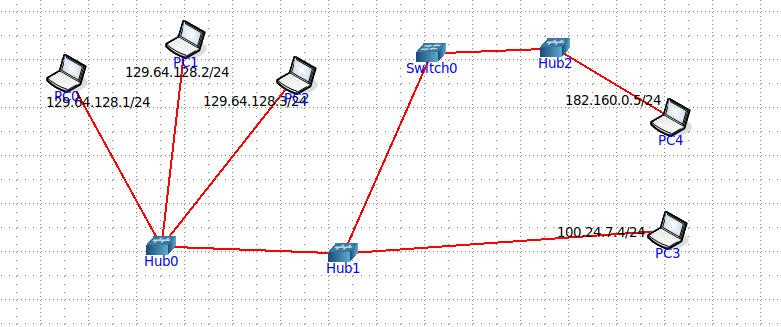 PC1
129.64.128.2/24
PC0
129.64.128.1/24
PC2
129.64.128.3/24
Switch0
Hub2
182.160.0.5/24
PC4
100.24.7.4/24
PC3
Hub0
Hub1